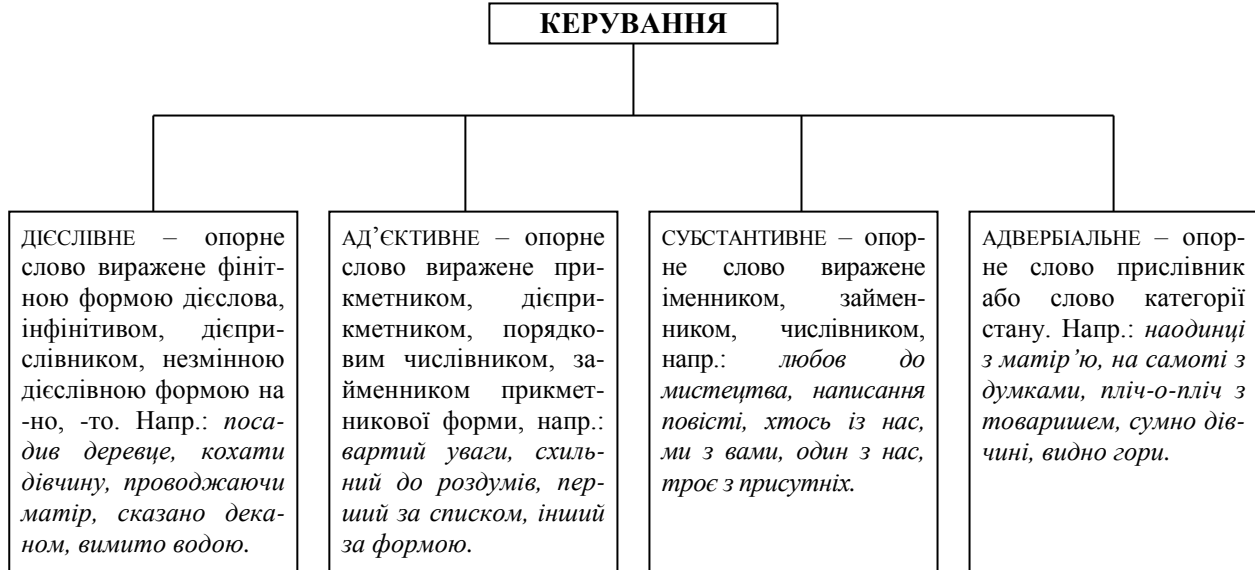 КЕРУВАННЯ
ДІЄСЛІВНЕ – опорне
слово виражене фініт-
ною формою дієслова,
інфінітивом, дієпри-
слівником, незмінною
дієслівною формою на
-но, -то. Напр.: поса-
див деревце, кохати
дівчину, проводжаючи
матір, сказано дека-
ном, вимито водою.
АД’ЄКТИВНЕ – опорне
слово виражене при-
кметником, дієпри-
кметником, порядко-
вим числівником, за-
йменником прикмет-
никової форми, напр.:
вартий уваги, схиль-
ний до роздумів, пер-
ший за списком, інший
за формою.
СУБСТАНТИВНЕ – опор-
не слово виражене
іменником, займен-
ником, числівником,
напр.: любов до
мистецтва, написання
повісті, хтось із нас,
ми з вами, один з нас,
троє з присутніх.
АДВЕРБІАЛЬНЕ – опор-
не слово прислівник
або слово категорії
стану. Напр.: наодинці
з матір’ю, на самоті з
думками, пліч-о-пліч з
товаришем, сумно дів-
чині, видно гори.